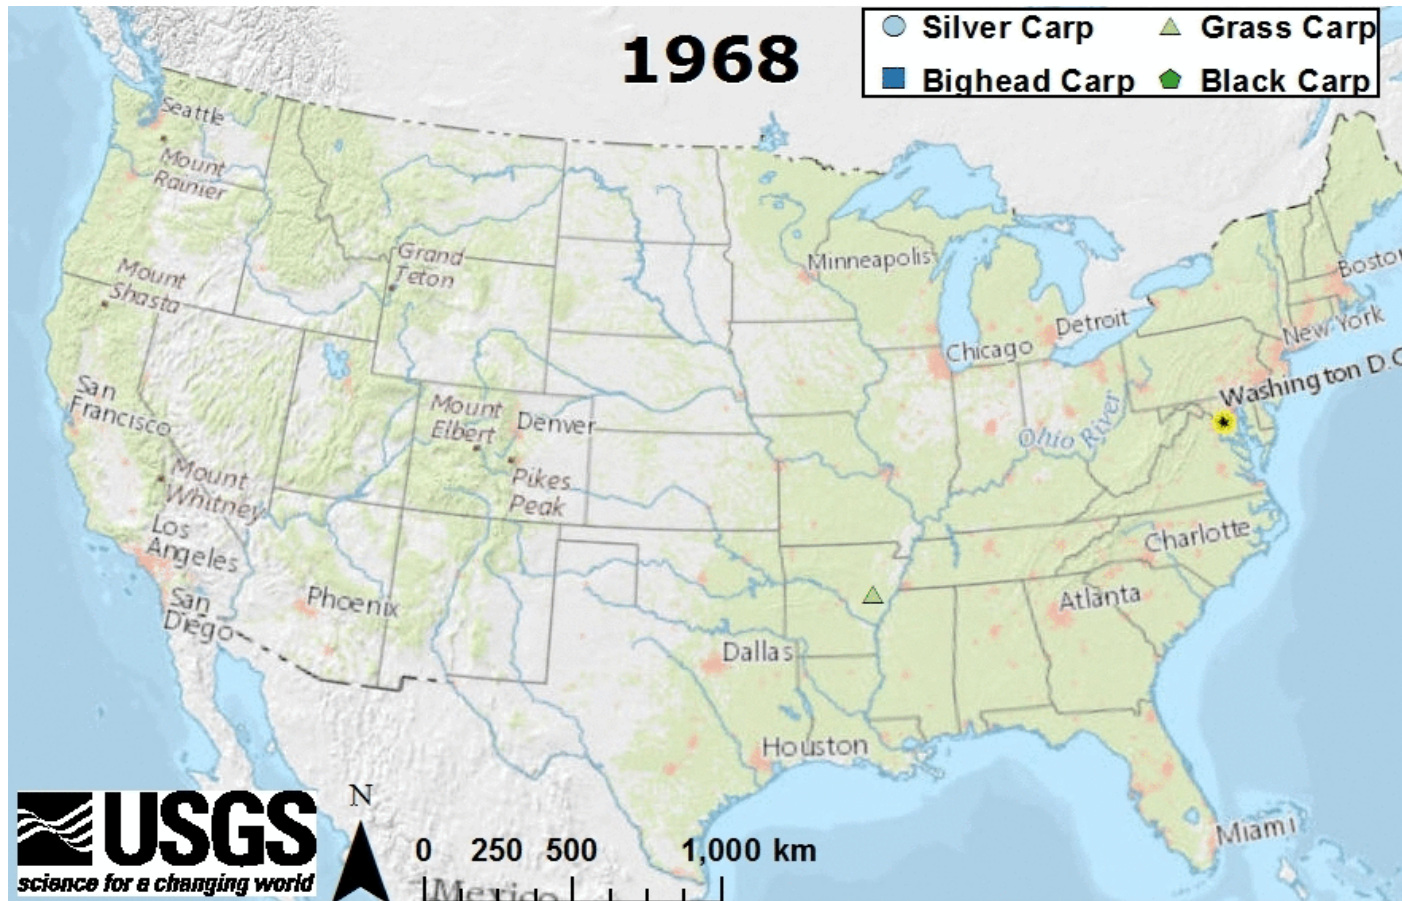 1968
Silver Carp
Grass Carp
Bighead Carp
Black Carp
Seattle
Mount
Rainier
Grand
Teton
Minneapolis
Boston
Mount
Shasta
Detroit
New York
Chicago
Washington D.C
San
Francisco
Mount
Elbert
Denver
Ohio River
Pikes
Peak
Mount
Whitney
Los
Angeles
Charlotte
Phoenix
Atlanta
San
Diego
Dallas
Houston
Miami
N
USGS
science for a changing world
0 250 500 1,000 km
Mexico